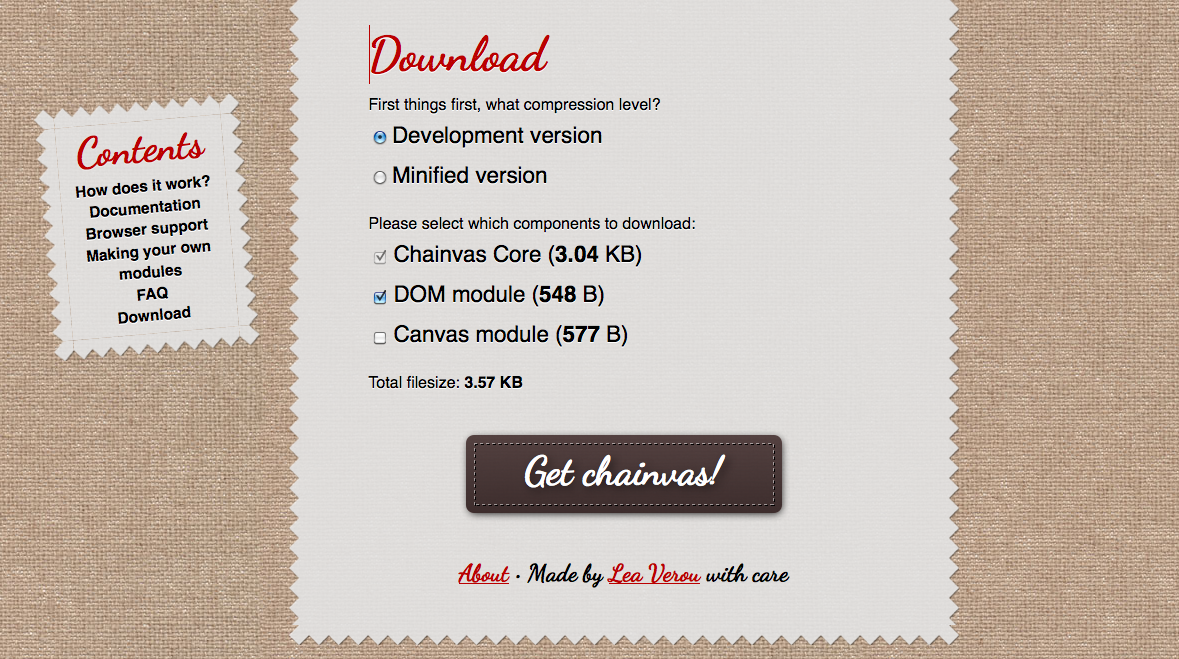 Contents
How does it work?
Documentation
Browser support
Making your own
modules
FAQ
Download
Download
First things first, what compression level?
Development version
Minified version
Please select which components to download:
Chainvas Core (3.04 KB)
DOM module (548 B)
Canvas module (577 B)
Total filesize: 3.57 KB
Get chainvas!
About · Made by Lea Verou with care